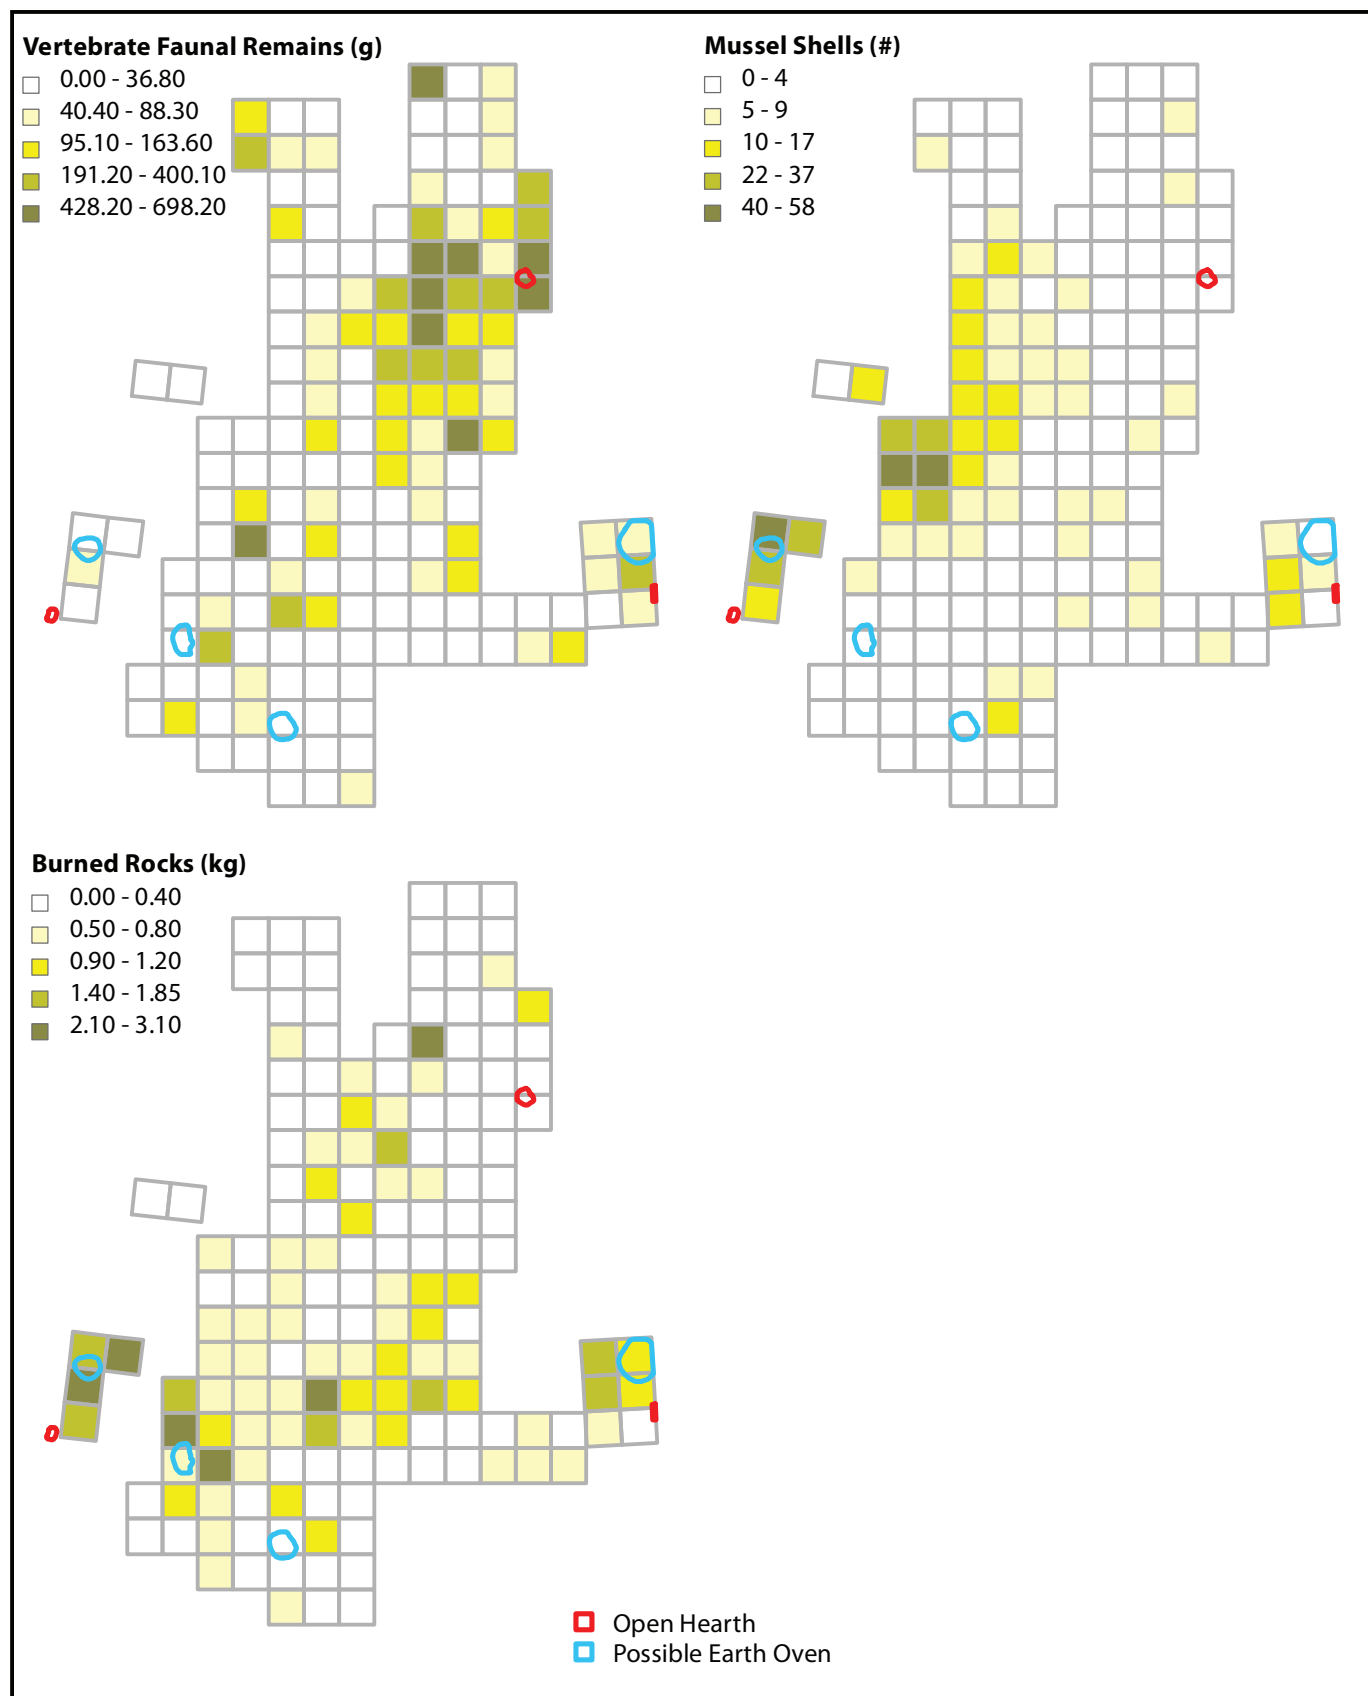 Vertebrate Faunal Remains (g)
0.00 - 36.80
40.40 - 88.30
95.10 - 163.60
191.20 - 400.10
428.20 - 698.20
Mussel Shells (#)
0 - 4
5 - 9
10 - 17
22 - 37
40 - 58
Burned Rocks (kg)
0.00 - 0.40
0.50 - 0.80
0.90 - 1.20
1.40 - 1.85
2.10 - 3.10
Open Hearth
Possible Earth Oven